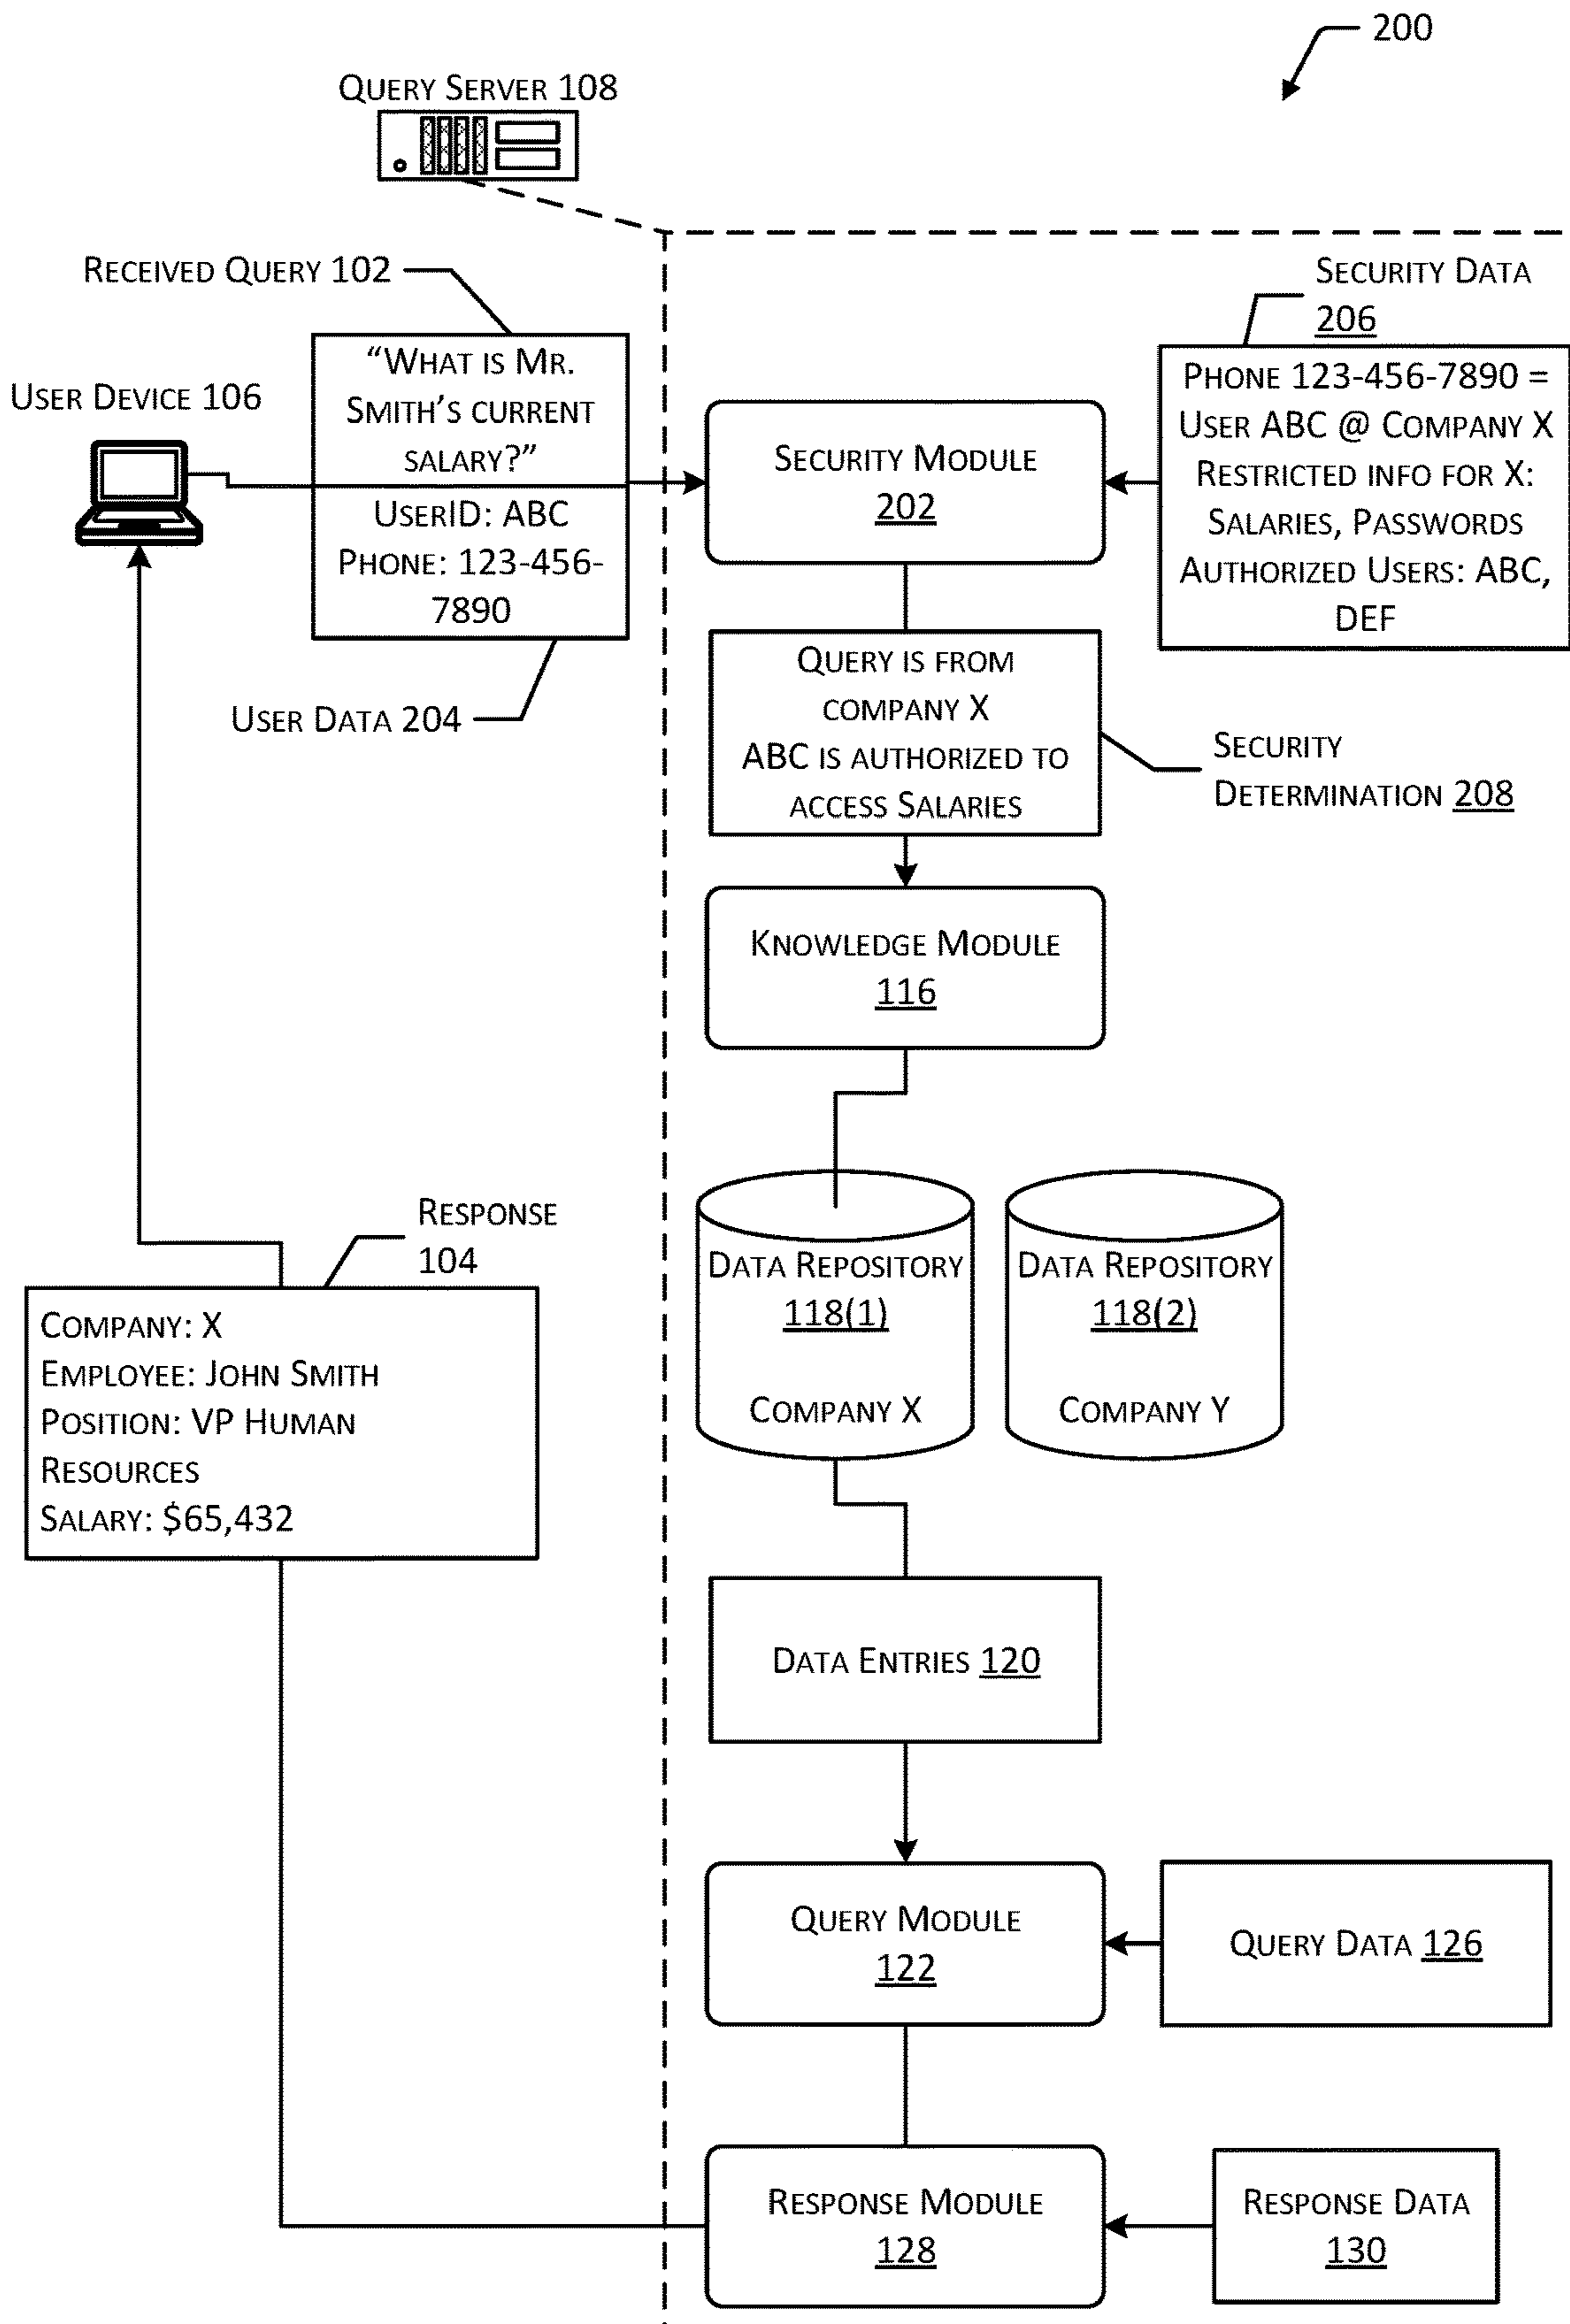 200
Query Server 108
Received Query 102
"What is Mr.
Smith's current
salary?"
User Device 106
UserID: ABC
Phone: 123-456-
7890
User Data 204
Security Data
206
Phone 123-456-7890 =
User ABC @ Company X
Restricted info for X:
Salaries, Passwords
Authorized Users: ABC,
DEF
Security Module
202
Query is from
company X
ABC is authorized to
access Salaries
Security
Determination 208
Knowledge Module
116
Data Repository
118(1)
Company X
Data Repository
118(2)
Company Y
Response
104
Company: X
Employee: John Smith
Position: VP Human
Resources
Salary: $65,432
Data Entries 120
Query Module
122
Query Data 126
Response Module
128
Response Data
130